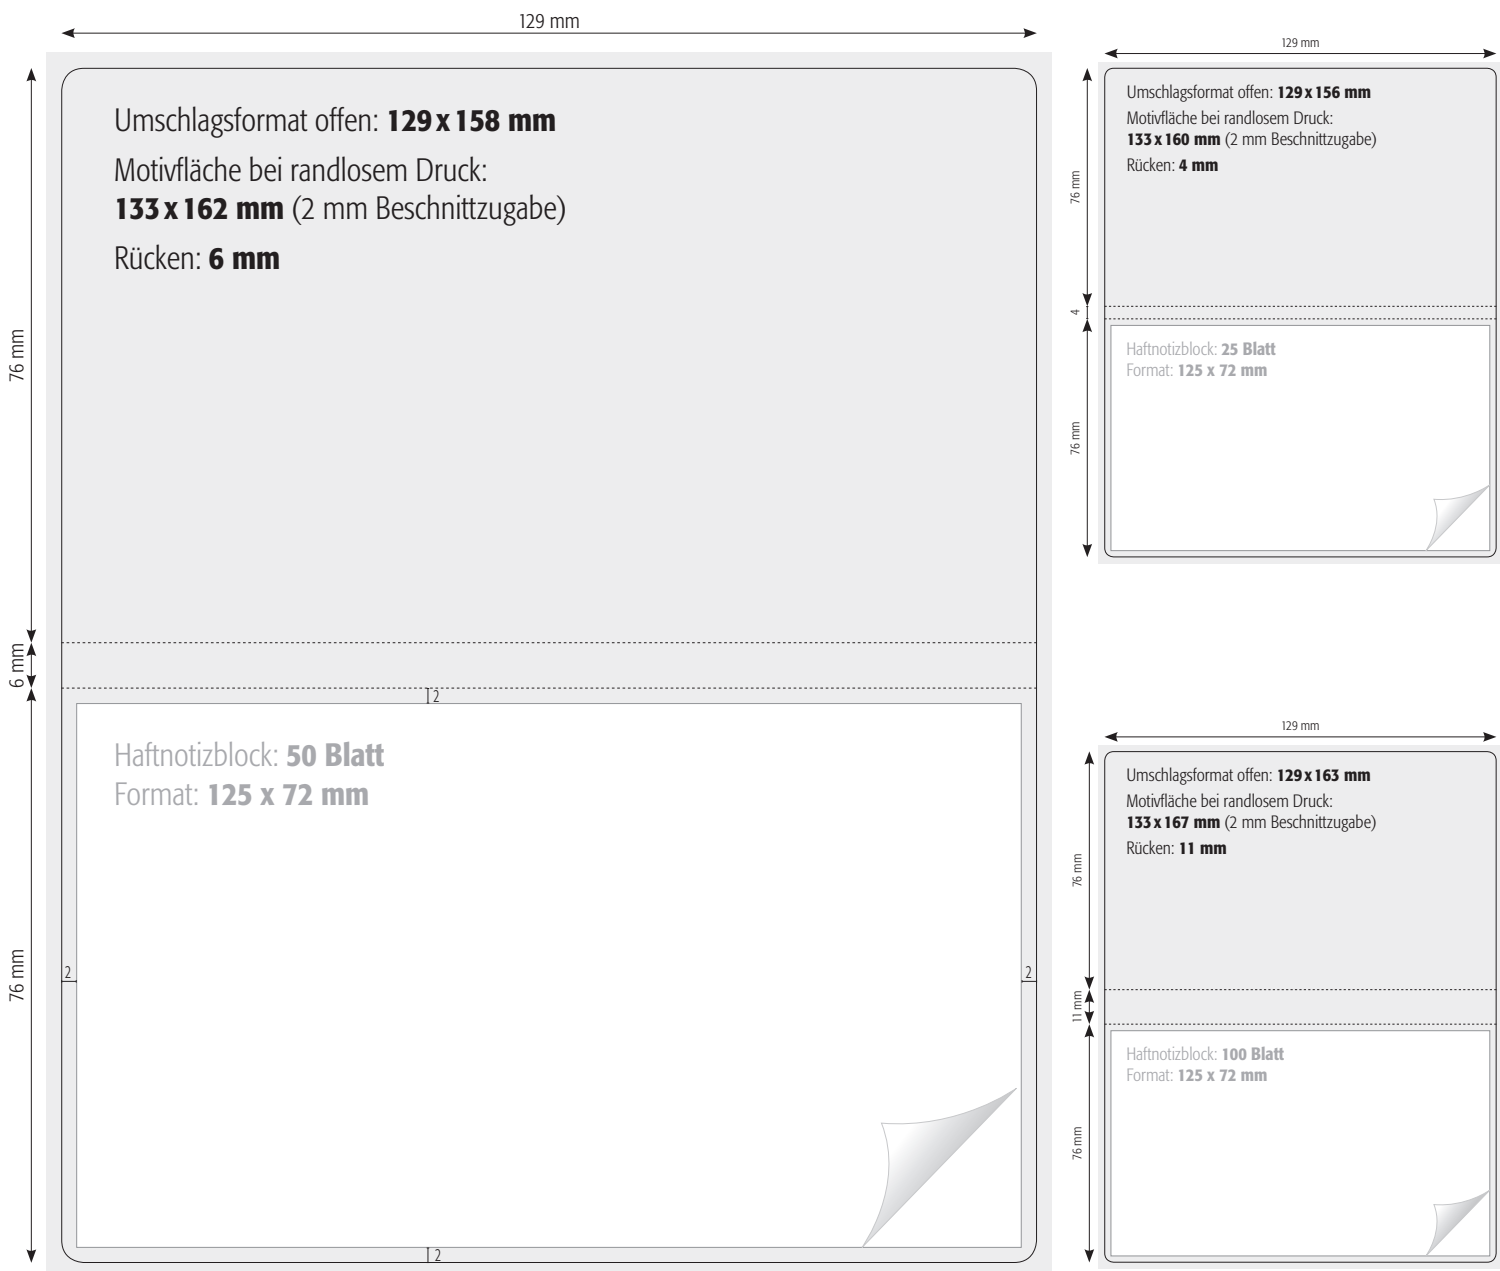 129 mm
Umschlagsformat offen: 129 x 158 mm
Motivfläche bei randlosem Druck:
133 x 162 mm (2 mm Beschnittzugabe)
Rücken: 6 mm
76 mm
6 mm
2
Haftnotizblock: 50 Blatt
Format: 125 x 72 mm
76 mm
2
2
2
129 mm
Umschlagsformat offen: 129 x 156 mm
Motivfläche bei randlosem Druck:
133 x 160 mm (2 mm Beschnittzugabe)
Rücken: 4 mm
76 mm
4
Haftnotizblock: 25 Blatt
Format: 125 x 72 mm
76 mm
129 mm
Umschlagsformat offen: 129 x 163 mm
Motivfläche bei randlosem Druck:
133 x 167 mm (2 mm Beschnittzugabe)
Rücken: 11 mm
76 mm
11 mm
Haftnotizblock: 100 Blatt
Format: 125 x 72 mm
76 mm